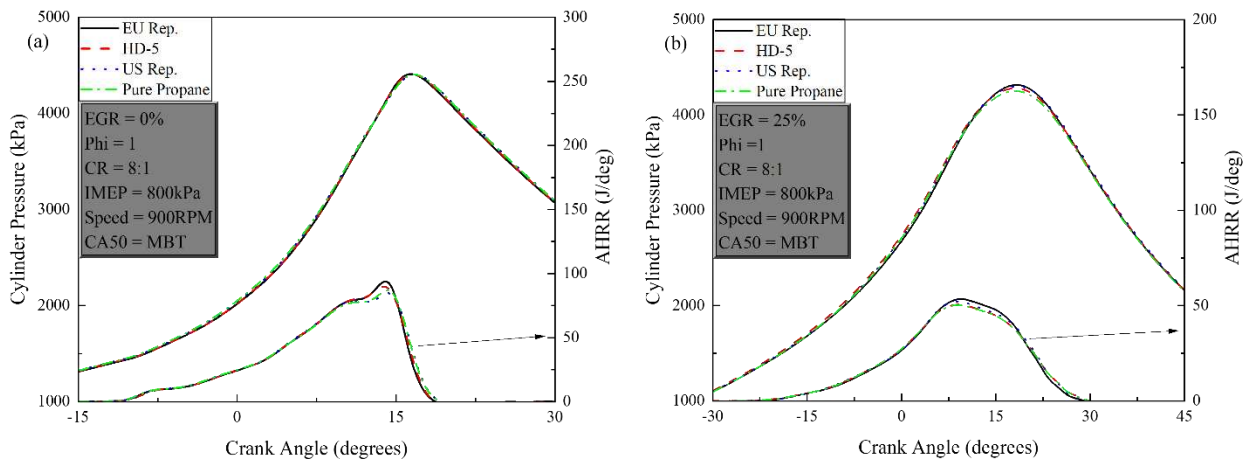 (a)
EU Rep.
HD-5
US Rep.
Pure Propane
EGR = 0%
Phi = 1
CR = 8:1
IMEP = 800kPa
Speed = 900RPM
CA50 = MBT
Cylinder Pressure (kPa)
5000
4000
3000
2000
1000
-15
0
15
30
Crank Angle (degrees)
300
250
200
150
100
50
0
AHRR (J/deg)
(b)
EU Rep.
HD-5
US Rep.
Pure Propane
EGR = 25%
Phi =1
CR = 8:1
IMEP = 800kPa
Speed = 900RPM
CA50 = MBT
Cylinder Pressure (kPa)
5000
4000
3000
2000
1000
-30
-15
0
15
30
45
Crank Angle (degrees)
200
150
100
50
0
AHRR (J/deg)